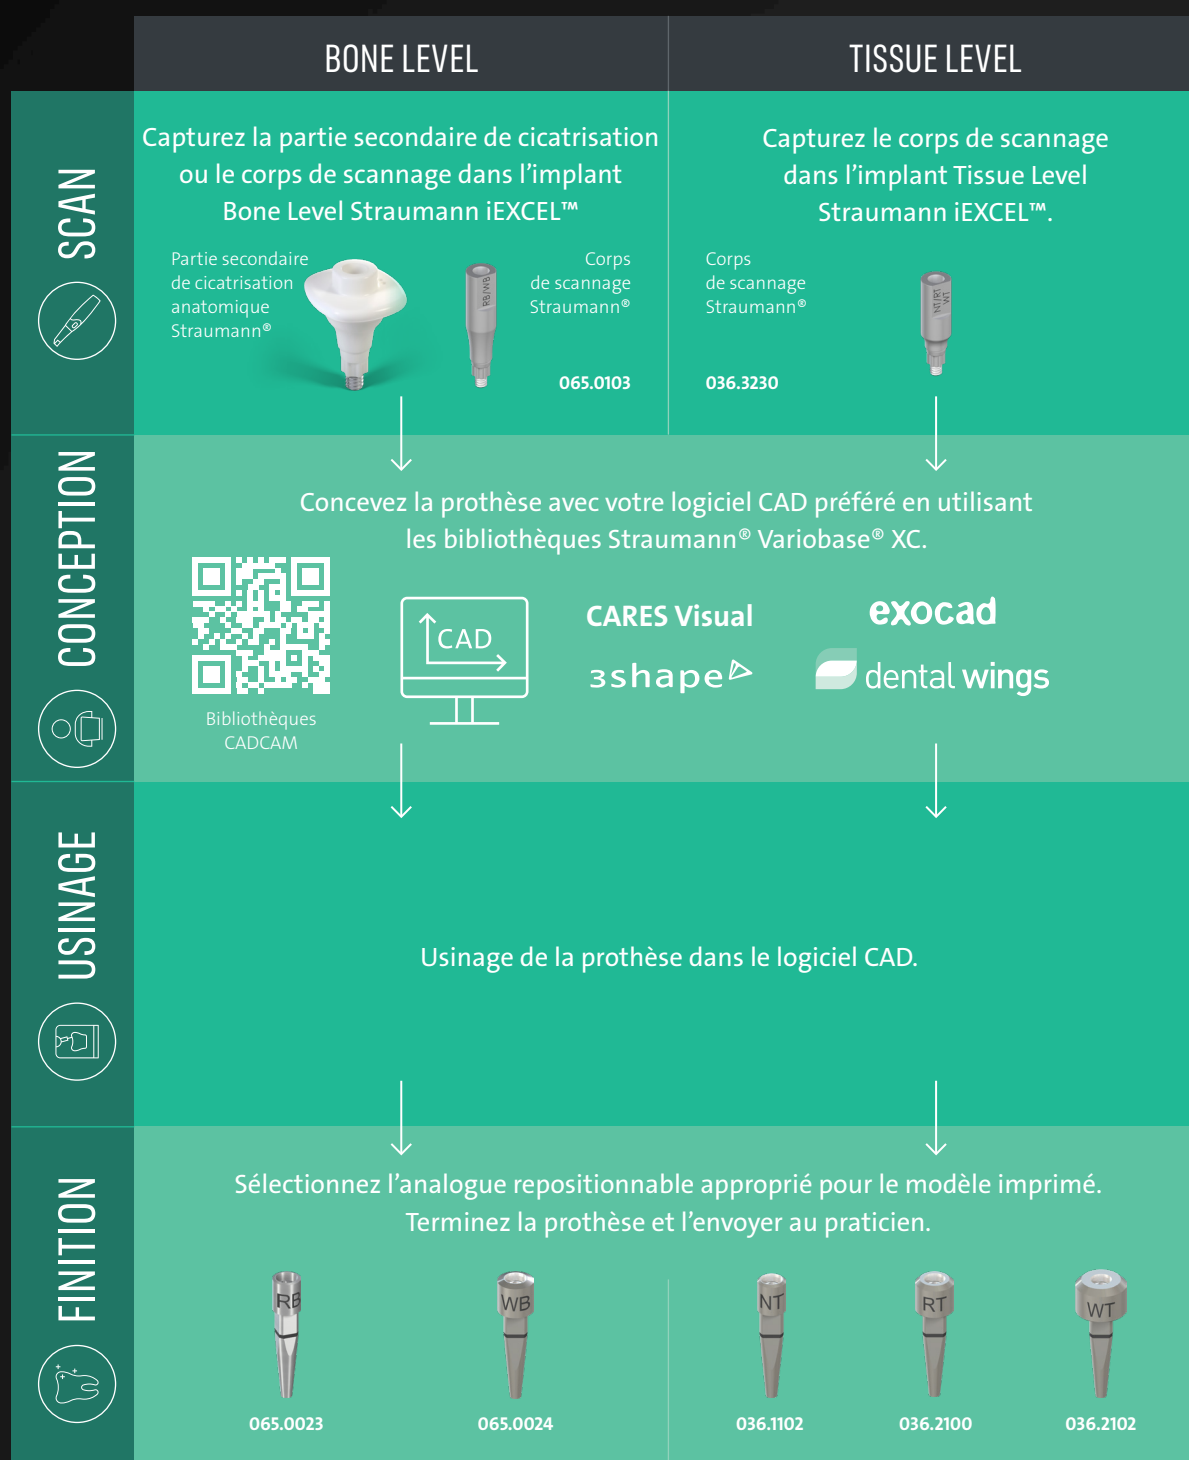 BONE LEVEL
TISSUE LEVEL
SCAN
Capturez la partie secondaire de cicatrisation
ou le corps de scannage dans l’implant
Bone Level Straumann iEXCEL™
Partie secondaire
de cicatrisation
anatomique
Straumann®
RB/WB
Corps
de scannage
Straumann®
065.0103
Capturez le corps de scannage
dans l’implant Tissue Level
Straumann iEXCEL™.
Corps
de scannage
Straumann®
036.3230
NT/RT
WT
CONCEPTION
Concevez la prothèse avec votre logiciel CAD préféré en utilisant
les bibliothèques Straumann® Variobase® XC.
Bibliothèques
CADCAM
CAD
CARES Visual
3shape
exocad
dental wings
USINAGE
Usinage de la prothèse dans le logiciel CAD.
FINITION
Sélectionnez l’analogue repositionnable approprié pour le modèle imprimé.
Terminez la prothèse et l’envoyer au praticien.
RB
WB
NT
RT
WT
065.0023
065.0024
036.1102
036.2100
036.2102